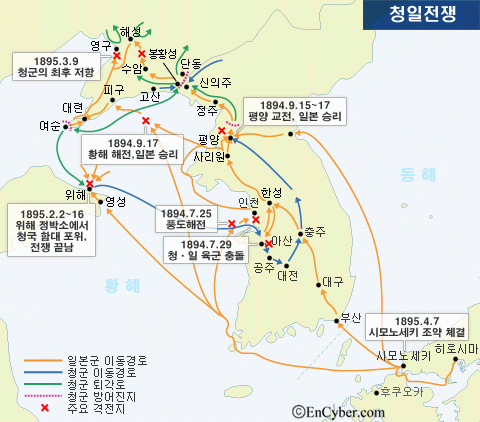 청일전쟁
해성
영구
봉황성
1895.3.9
청군의 최후 저항
수암
단동
신의주
피구
고산
대련
정주
1894.9.15~17
평양 교전, 일본 승리
여순
1894.9.17
황해 해전, 일본 승리
평양
사리원
동해
위해
영성
한성
인천
1895.2.2~16
위해 정박소에서
청국 함대 포위,
전쟁 끝남
1894.7.25
풍도해전
충주
1894.7.29
청·일 육군 충돌
아산
공주
대전
황해
대구
부산
1895.4.7
시모노세키 조약 체결
시모노세키
히로시마
후쿠오카
일본군 이동경로
청군 이동경로
청군 퇴각로
청군 방어진지
주요 격전지
©EnCyber.com